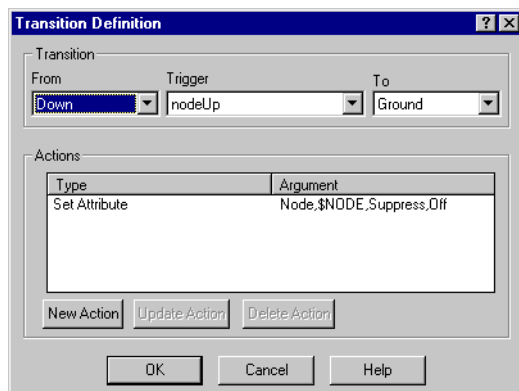 Transition Definition ? ×
Transition
From Trigger To
Down nodeUp Ground
Actions
Type Argument
Set Attribute Node,$NODE,Suppress,Off
New Action Update Action Delete Action
OK Cancel Help